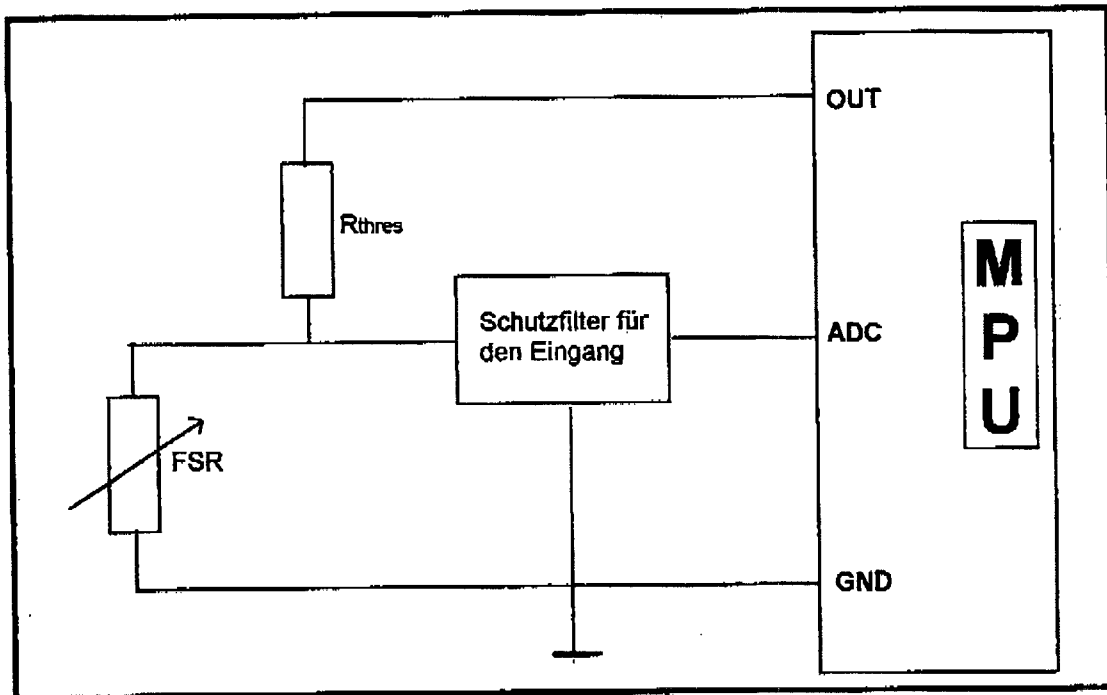 OUT
Rthres
Schutzfilter für
den Eingang
ADC
M
P
U
FSR
GND